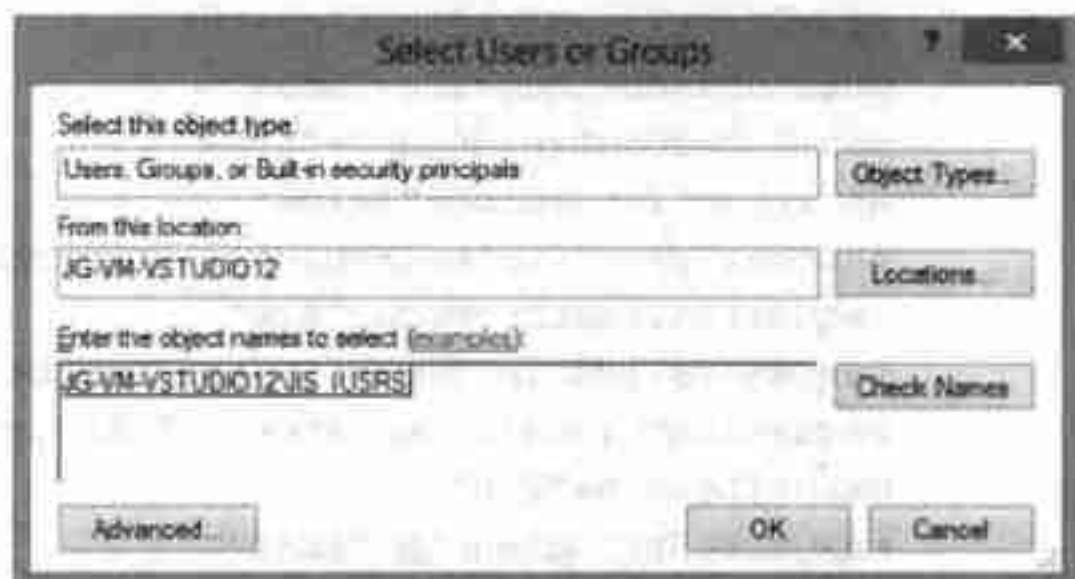 Select Users or Groups
? ×
Select this object type:
Users, Groups, or Built-in security principals
Object Types...
From this location:
JG-VM-VSTUDIO12
Locations...
Enter the object names to select (examples):
JG-VM-VSTUDIO12\IIS_IUSRS
Check Names
Advanced...
OK
Cancel